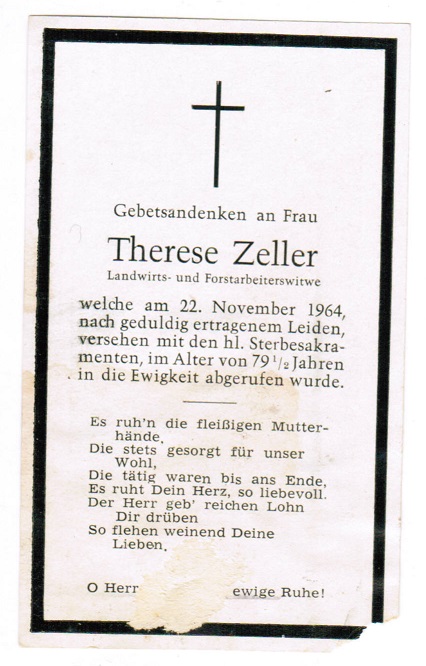 Gebetsandenken an Frau
Therese Zeller
Landwirts- und Forstarbeiterswitwe
welche am 22. November 1964,
nach geduldig ertragenem Leiden,
versehen mit den hl. Sterbesakra-
menten, im Alter von 79 1/2 Jahren
in die Ewigkeit abgerufen wurde.
Es ruh'n die fleißigen Mutter-
hände,
Die stets gesorgt für unser
Wohl,
Die tätig waren bis ans Ende,
Es ruht Dein Herz, so liebevoll.
Der Herr geb' reichen Lohn
Dir drüben
So flehen weinend Deine
Lieben.
O Herr ewige Ruhe!